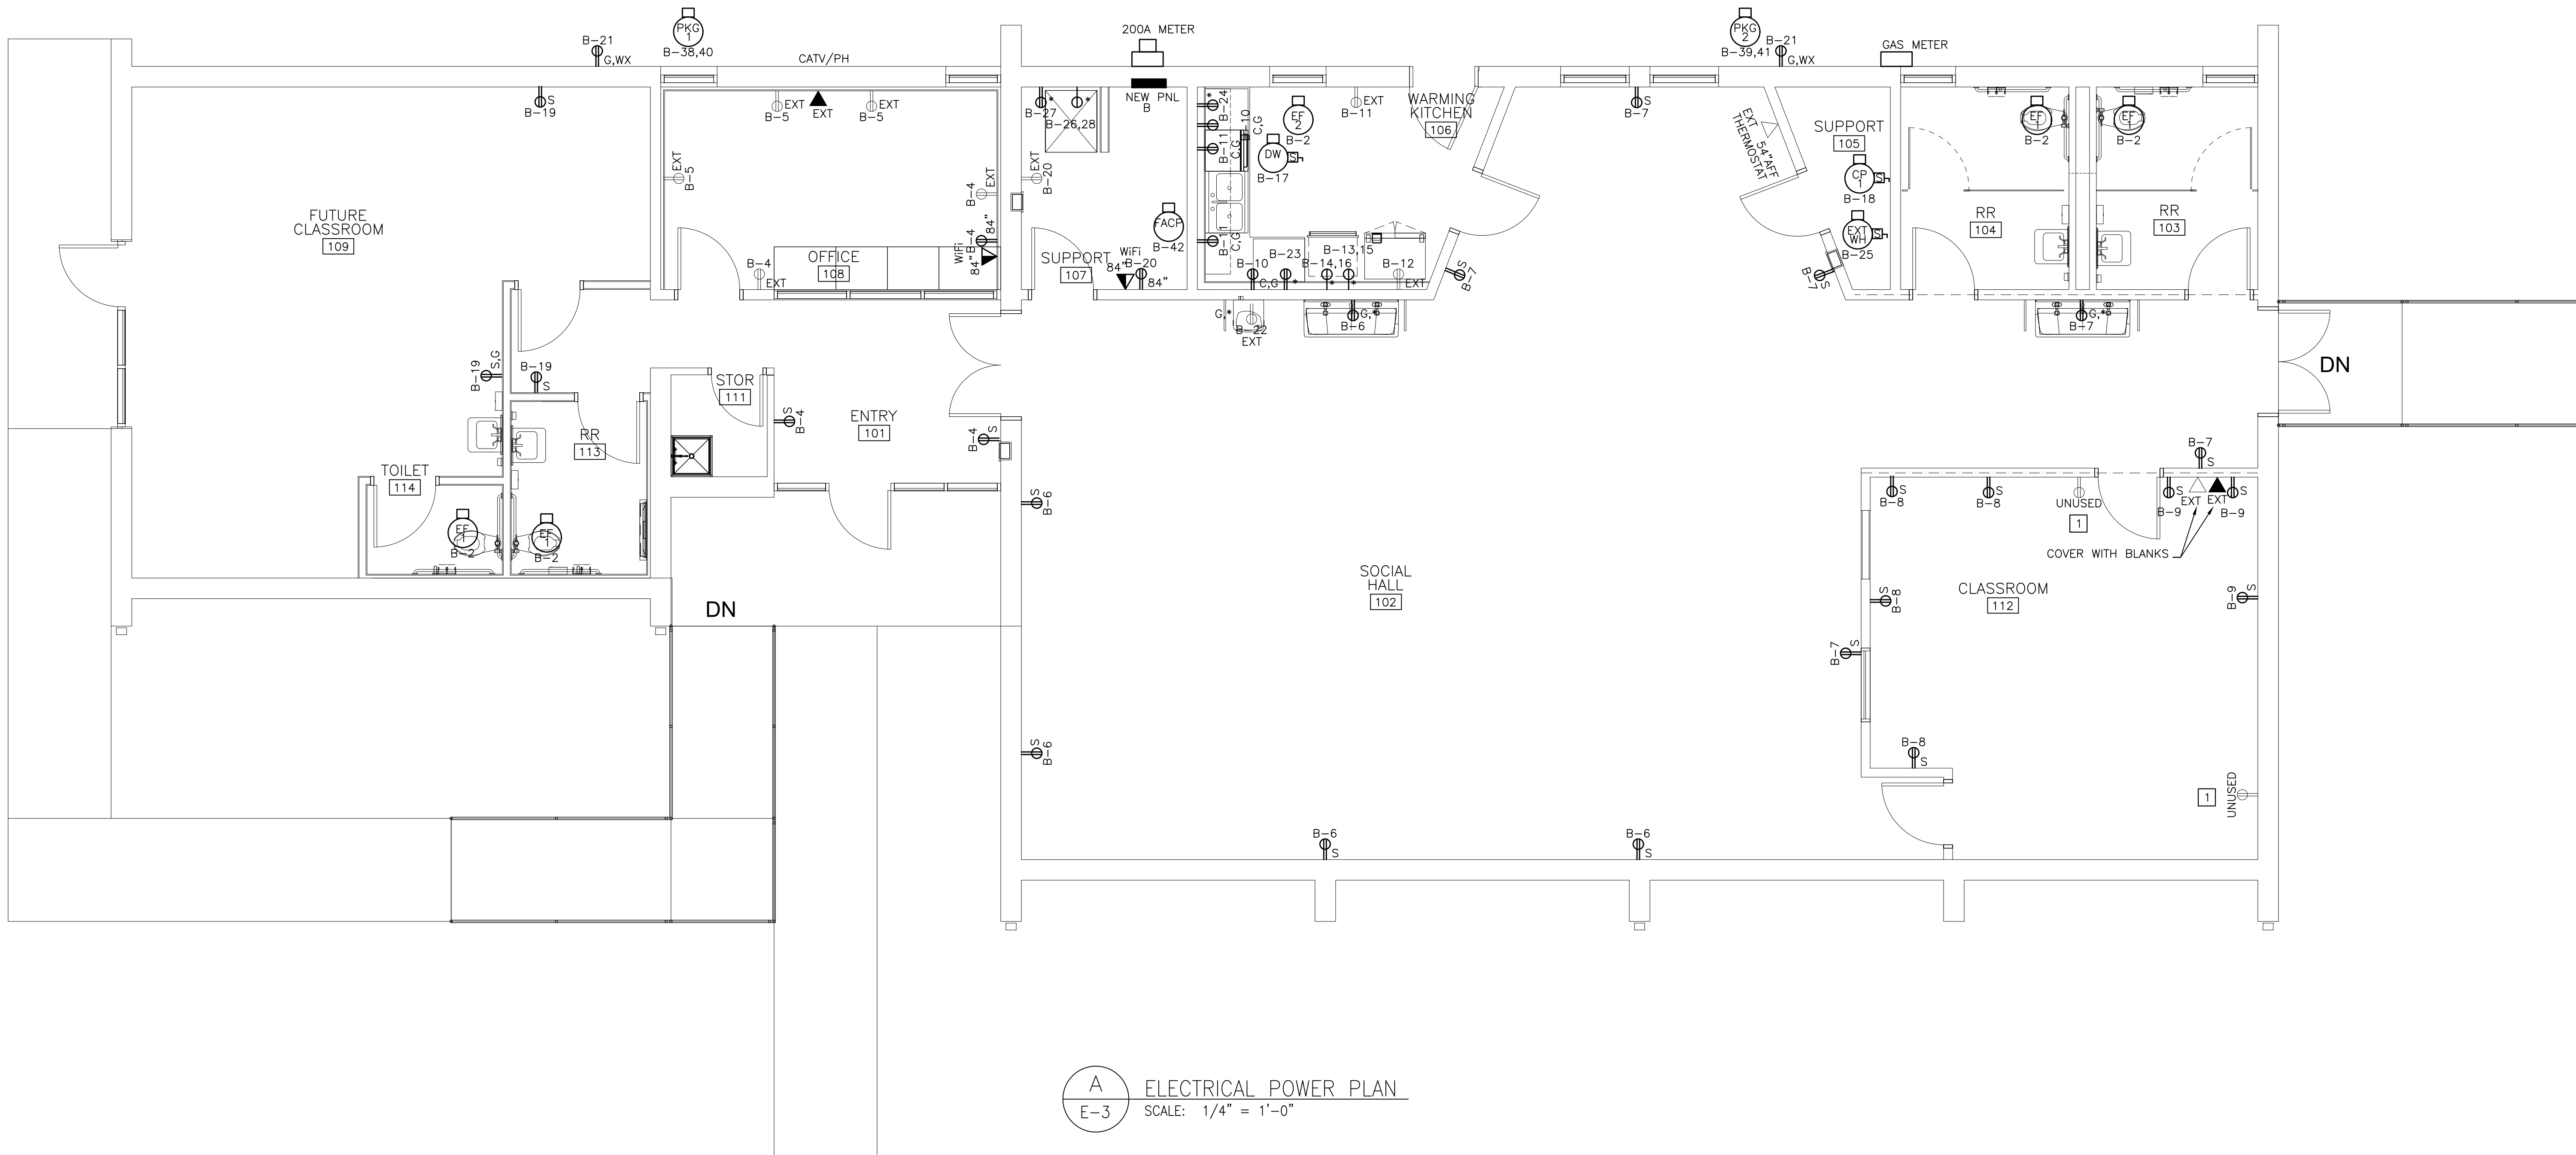 PKG
1
B-38,40
B-21
G,WX
CATV/PH
200A METER
NEW PNL
B
PKG
2
B-39,41
B-21
G,WX
GAS METER
S
B-19
FUTURE
CLASSROOM
109
B-19
S,G
B-19
S
TOILET
114
EF
1
B-2
RR
113
EF
1
B-2
EXT
B-5
EXT
EXT
B-5
EXT
B-5
B-4
EXT
B-4
84"
WiFi
84"
OFFICE
108
B-4
EXT
STOR
111
ENTRY
101
S
B-4
S
B-4
*
B-27
*
B-26,28
EXT
B-20
FACP
B-42
SUPPORT
107
WiFi
84"
B-20
84"
*
B-24
B-11
C,G
B-10
C,G
B-11
C,G
EF
2
B-2
DW
S
B-17
EXT
B-11
WARMING
KITCHEN
106
B-10
C,G
B-23
*
B-13,15
B-14,16
*
*
B-12
EXT
S
B-7
G,*
B-22
EXT
G,*
B-6
S
B-7
EXT 54"AFF
THERMOSTAT
SUPPORT
105
CP
1
S
B-18
EXT
WH
S
B-25
S
B-7
EF
1
B-2
EF
1
B-2
RR
104
RR
103
G,*
B-7
DN
S
B-6
S
B-6
SOCIAL
HALL
102
B-6
S
B-6
S
B-7
S
S
B-8
S
B-8
UNUSED
1
S
B-9
EXT
EXT
S
B-9
COVER WITH BLANKS
CLASSROOM
112
S
B-8
S
B-9
S
B-7
B-8
S
1
UNUSED
DN
A
E-3
ELECTRICAL POWER PLAN
SCALE: 1/4" = 1'-0"